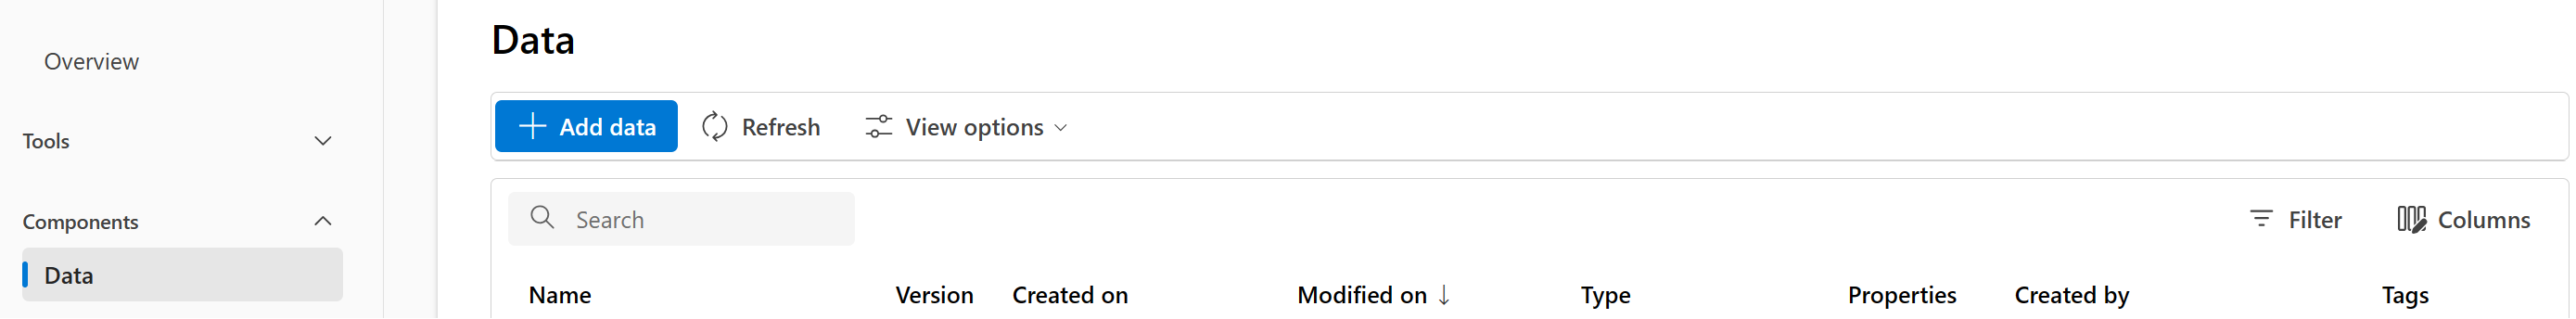 Overview
Tools
Components
Data
Data
Add data Refresh View options
Search Filter Columns
Name Version Created on Modified on ↓ Type Properties Created by Tags